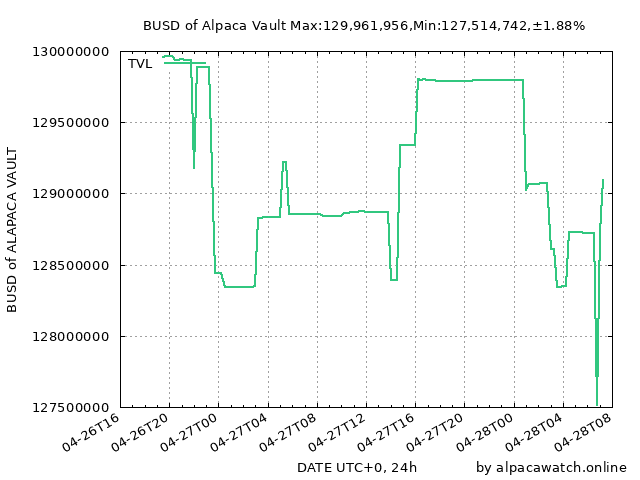 BUSD of Alpaca Vault Max:129,961,956,Min:127,514,742,±1.88%
130000000
TVL
129500000
129000000
128500000
128000000
127500000
BUSD of ALAPACA VAULT
04-26T16
04-26T20
04-27T00
04-27T04
04-27T08
04-27T12
04-27T16
04-27T20
04-28T00
04-28T04
04-28T08
DATE UTC+0, 24h
by alpacawatch.online